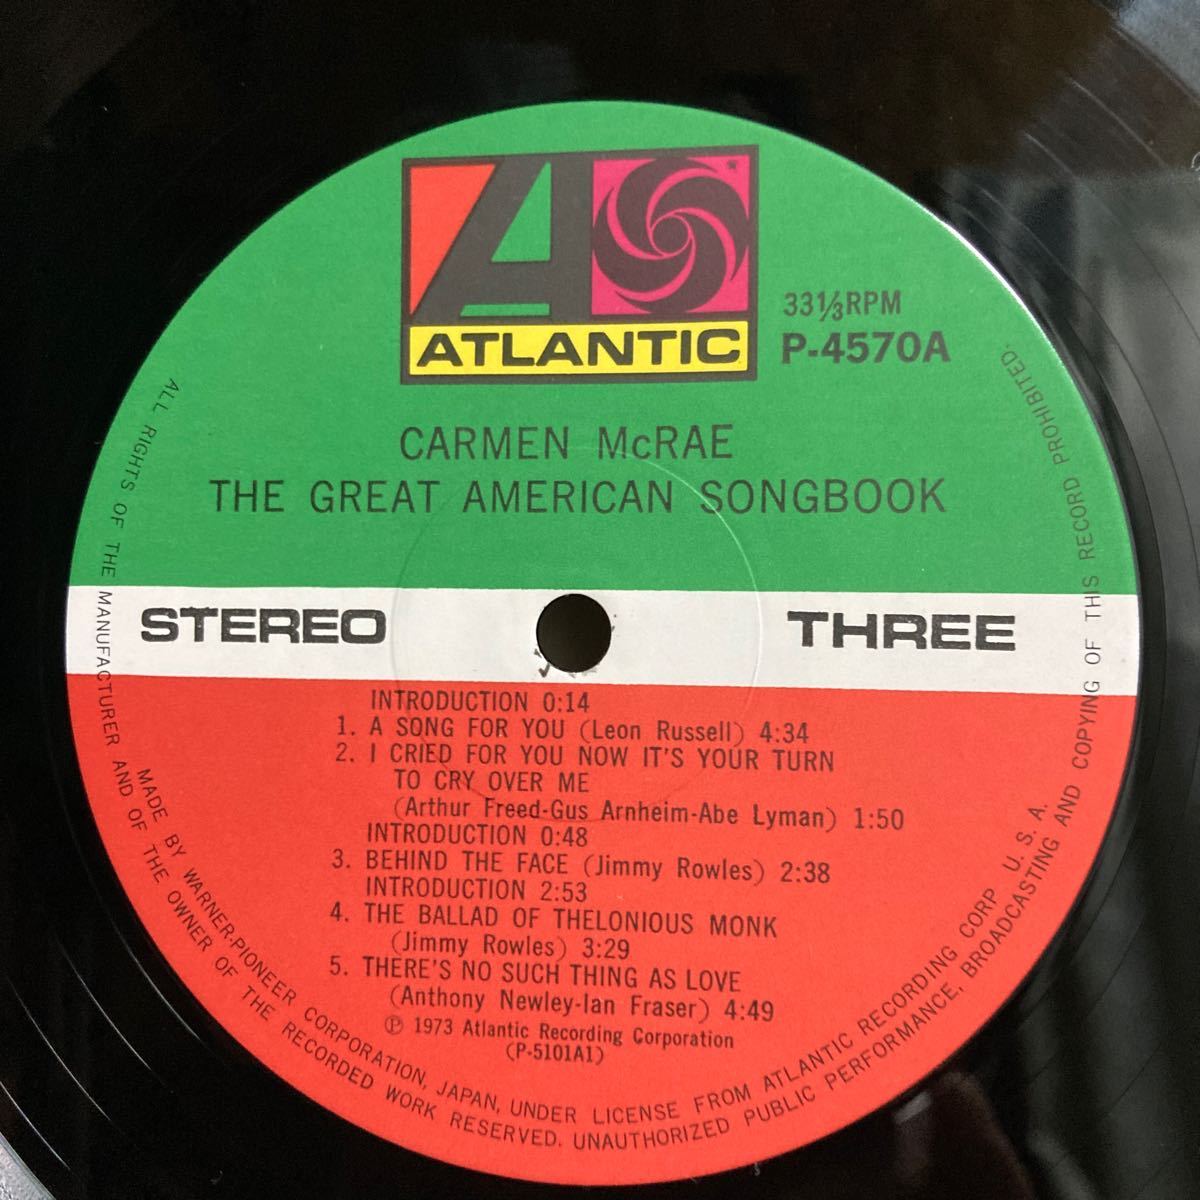 ATLANTIC
33⅓RPM
P-4570A
CARMEN McRAE
THE GREAT AMERICAN SONGBOOK
STEREO
THREE
INTRODUCTION 0:14
1. A SONG FOR YOU (Leon Russell) 4:34
2. I CRIED FOR YOU NOW IT'S YOUR TURN
TO CRY OVER ME
(Arthur Freed-Gus Arnheim-Abe Lyman) 1:50
INTRODUCTION 0:48
3. BEHIND THE FACE (Jimmy Rowles) 2:38
INTRODUCTION 2:53
4. THE BALLAD OF THELONIOUS MONK
(Jimmy Rowles) 3:29
5. THERE'S NO SUCH THING AS LOVE
(Anthony Newley-Ian Fraser) 4:49
℗ 1973 Atlantic Recording Corporation
(P-5101A1)
MADE BY WARNER-PIONEER CORPORATION, JAPAN, UNDER LICENSE FROM ATLANTIC RECORDING CORP. U. S. A.
ALL RIGHTS OF THE MANUFACTURER AND OF THE OWNER OF THE RECORDED WORK RESERVED. UNAUTHORIZED PUBLIC PERFORMANCE, BROADCASTING AND COPYING OF THIS RECORD PROHIBITED.